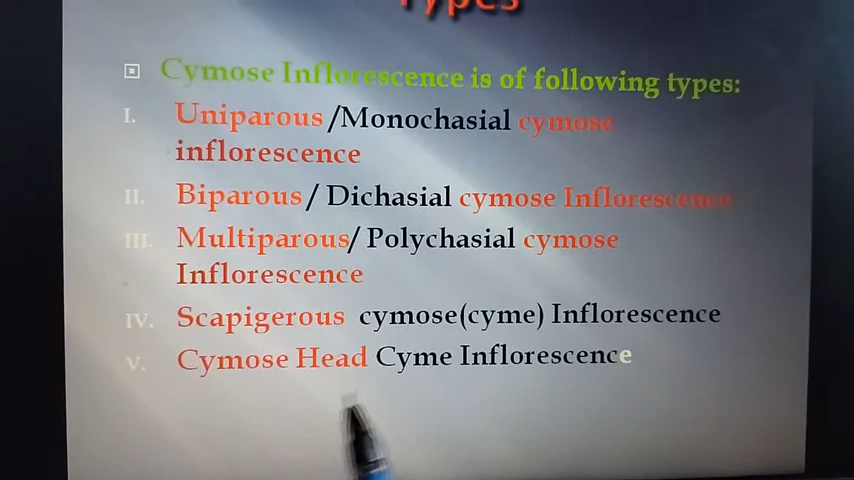 Types
Cymose Inflorescence is of following types:
I. Uniparous /Monochasial cymose
inflorescence
II. Biparous / Dichasial cymose Inflorescence
III. Multiparous/ Polychasial cymose
Inflorescence
IV. Scapigerous cymose(cyme) Inflorescence
V. Cymose Head Cyme Inflorescence